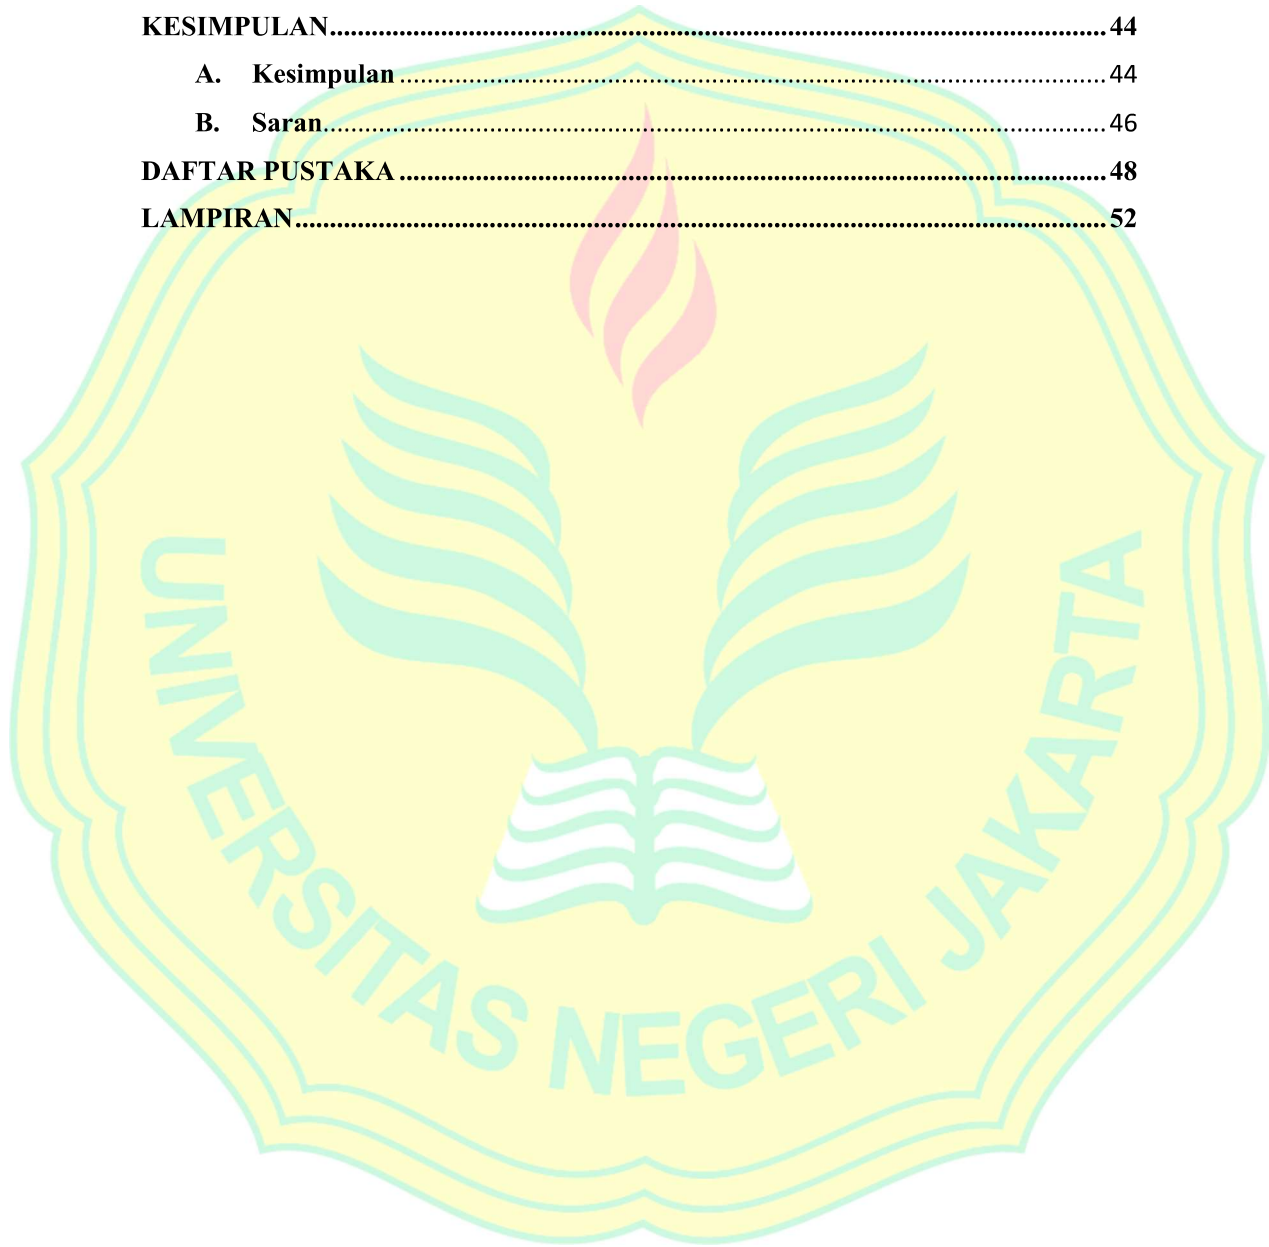 KESIMPULAN........................................................................................................ 44
A. Kesimpulan........................................................................................................ 44
B. Saran........................................................................................................ 46
DAFTAR PUSTAKA........................................................................................................ 48
LAMPIRAN........................................................................................................ 52
UNIVERSITAS NEGERI JAKARTA